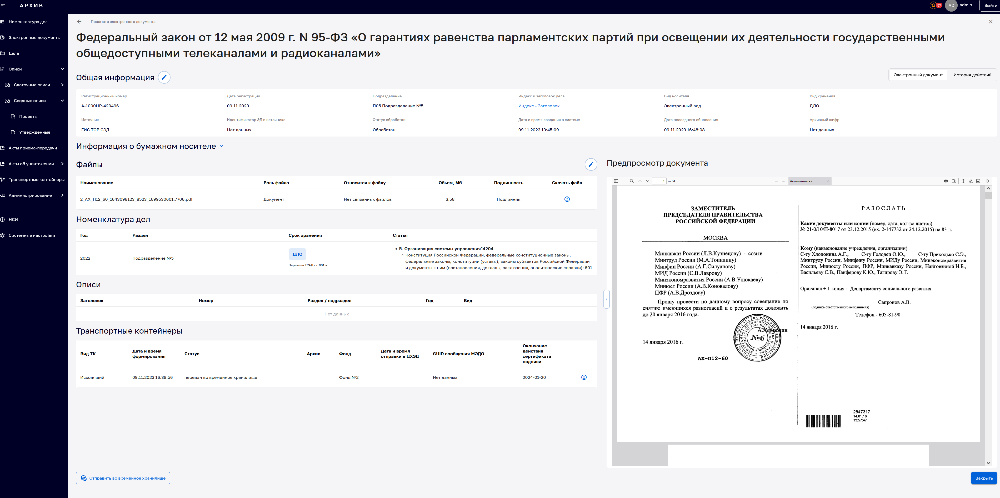 АРХИВ
57
AD
admin
Выйти
Номенклатура дел
Электронные документы
Дела
Описи
Сдаточные описи
Сводные описи
Проекты
Утвержденные
Акты приема-передачи
Акты об уничтожении
Транспортные контейнеры
Администрирование
НСИ
Системные настройки
Просмотр электронного документа
Федеральный закон от 12 мая 2009 г. N 95-ФЗ «О гарантиях равенства парламентских партий при освещении их деятельности государственными
общедоступными телеканалами и радиоканалами»
Общая информация
Электронный документ
История действий
Регистрационный номер
А-1000НР-420496
Дата регистрации
09.11.2023
Подразделение
П05 Подразделение №5
Индекс и заголовок дела
Индекс - Заголовок
Вид носителя
Электронный вид
Вид хранения
ДЛО
Источник
ГИС ТОР СЭД
Идентификатор ЭД в источнике
Нет данных
Статус обработки
Обработан
Дата и время создания в системе
09.11.2023 13:45:09
Дата последнего обновления
09.11.2023 16:48:08
Архивный шифр
Нет данных
Информация о бумажном носителе
Файлы
Наименование Роль файла Относится к файлу Обьем, Мб Подлинность Скачать файл
2_АХ_П12_60_1643098123_8523_1699530601.7706.pdf Документ Нет связанных файлов 3.58 Подлинник
Номенклатура дел
Год Раздел Срок хранения Статья
2022 Подразделение №5
ДЛО
Перечень ТУАД ст. 601.а
5. Организация системы управления"4204
Конституция Российской Федерации, федеральные конституционные законы,
федеральные законы, конституции (уставы), законы субъектов Российской Федерации
и документы к ним (постановления, доклады, заключения, аналитические справки): 601
Описи
Заголовок Номер Раздел / подраздел Год Вид
Нет данных
Транспортные контейнеры
Вид ТК
Дата и время
формирования
Статус
Архив
Фонд
Дата и время
отправки в ЦХЭД
GUID сообщения МЭДО
Окончание
действия
сертификата
подписи
Исходящий 09.11.2023 16:38:56 передан во временное хранилище Фонд №2 Нет данных 2024-01-20
Отправить во временное хранилище
Предпросмотр документа
1 из 84
Автоматически
ЗАМЕСТИТЕЛЬ
ПРЕДСЕДАТЕЛЯ ПРАВИТЕЛЬСТВА
РОССИЙСКОЙ ФЕДЕРАЦИИ
МОСКВА
Минкавказ России (Л.В.Кузнецову) - созыв
Минтруд России (М.А.Топилину)
Минфин России (А.Г.Силуанову)
МИД России (С.В.Лаврову)
Минэкономразвития России (А.В.Улюкаеву)
Минюст России (А.В.Коновалову)
ПФР (А.В.Дроздову)
Прошу провести по данному вопросу совещание по
снятию имеющихся разногласий и о результатах доложить
до 20 января 2016 года.
А.Хлопонин
№6
14 января 2016 г.
АХ-П12-60
РАЗОСЛАТЬ
Какие документы или копии (номер, дата, кол-во листов)
№ 21-0/10/П-8017 от 23.12.2015 (вх. 2-147732 от 24.12.2015) на 83 л.
Кому (наименование учреждения, организации)
С-ту Хлопонина А.Г., С-ту Голодец О.Ю., С-ту Приходько С.Э.,
Минтруду России, Минфину России, МИДу России, Минэкономразвития
России, Минюсту России, ПФР, Минкавказу России, Найговзиной Н.Б.,
Васильеву С.В., Панферову К.Ю., Тагирову Э.Т.
Оригинал + 1 копия - Департаменту социального развития
Сапронов А.В.
(подпись ответственного исполнителя)
Телефон - 605-81-90
14 января 2016 г.
2847317
14.01.16
13:57:47
Закрыть